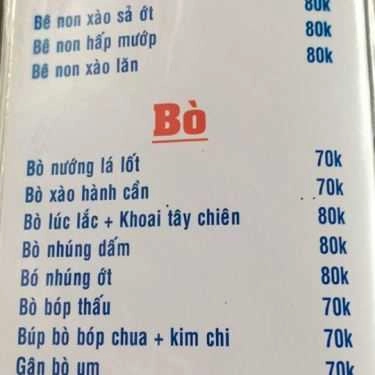 Bê non xào sả ớt 80k
Bê non hấp mướp 80k
Bê non xào lăn 80k
Bò
Bò nướng lá lốt 70k
Bò xào hành cần 70k
Bò lúc lắc + Khoai tây chiên 80k
Bò nhúng dấm 80k
Bó nhúng ớt 80k
Bò bóp thấu 70k
Búp bò bóp chua + kim chi 70k
Gân bò um 70k